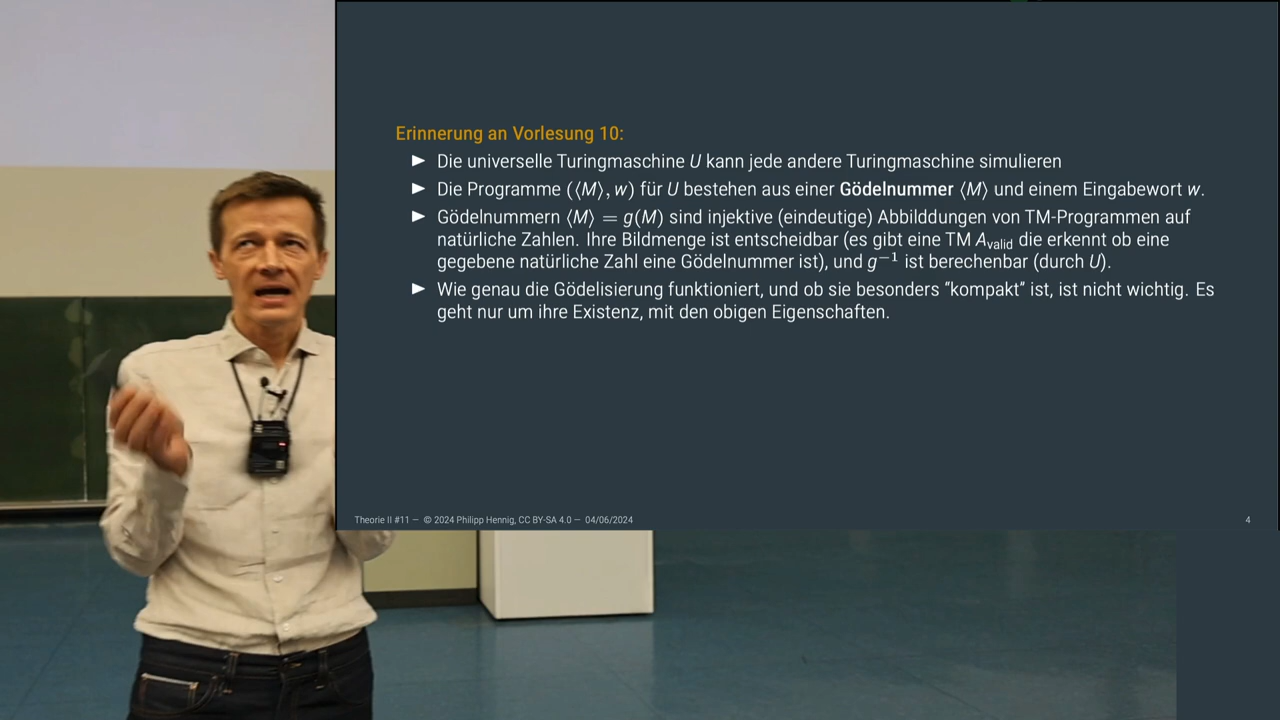 Erinnerung an Vorlesung 10:
► Die universelle Turingmaschine U kann jede andere Turingmaschine simulieren
► Die Programme (⟨M⟩, w) für U bestehen aus einer Gödelnummer ⟨M⟩ und einem Eingabewort w.
► Gödelnummern ⟨M⟩ = g(M) sind injektive (eindeutige) Abbilddungen von TM-Programmen auf
natürliche Zahlen. Ihre Bildmenge ist entscheidbar (es gibt eine TM A_valid die erkennt ob eine
gegebene natürliche Zahl eine Gödelnummer ist), und g⁻¹ ist berechenbar (durch U).
► Wie genau die Gödelisierung funktioniert, und ob sie besonders "kompakt" ist, ist nicht wichtig. Es
geht nur um ihre Existenz, mit den obigen Eigenschaften.
Theorie II #11 — © 2024 Philipp Hennig, CC BY-SA 4.0 — 04/06/2024
4